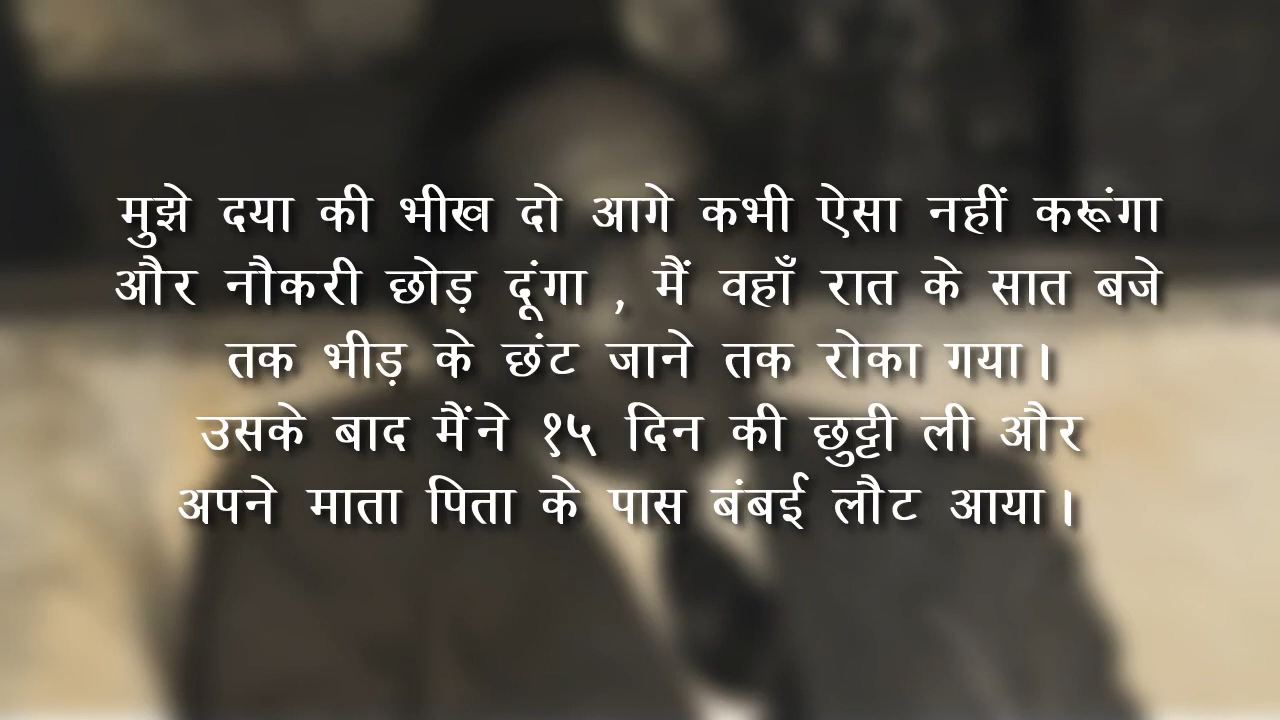 मुझे दया की भीख दो आगे कभी ऐसा नहीं करूंगा
और नौकरी छोड़ दूंगा , मैं वहाँ रात के सात बजे
तक भीड़ के छंट जाने तक रोका गया।
उसके बाद मैंने १५ दिन की छुट्टी ली और
अपने माता पिता के पास बंबई लौट आया।